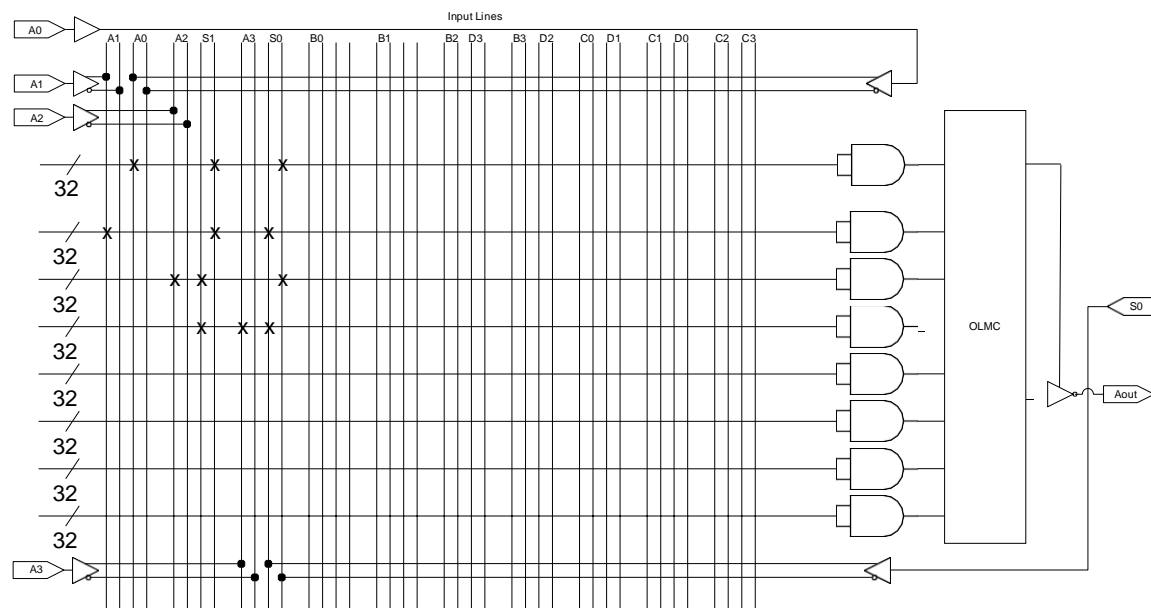 Input Lines
A0
A1 A0 A2 S1 A3 S0 B0 B1 B2 D3 B3 D2 C0 D1 C1 D0 C2 C3
A1
A2
X X X
32
X X X
32
X X X
32
S0
X X X
OLMC
32
32
Aout
32
32
32
A3